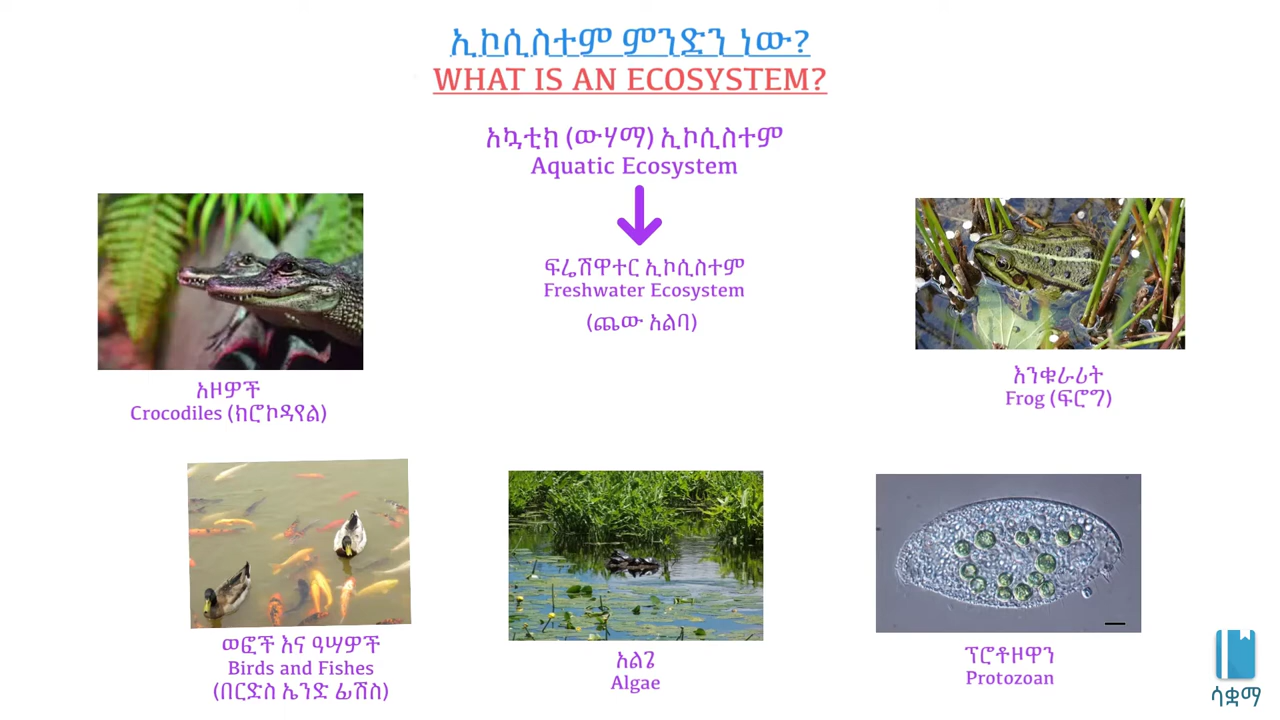 ኢኮሲስተም ምንድን ነው?
WHAT IS AN ECOSYSTEM?
አኳቲክ (ውሃማ) ኢኮሲስተም
Aquatic Ecosystem
ፍሬሽዋተር ኢኮሲስተም
Freshwater Ecosystem
(ጨው አልባ)
አዞዎች
Crocodiles (ክሮኮዳየል)
እንቁራሪት
Frog (ፍሮግ)
ወፎች እና ዓሣዎች
Birds and Fishes
(በርድስ ኤንድ ፊሽስ)
አልጌ
Algae
ፕሮቶዞዋን
Protozoan
ሳቋማ